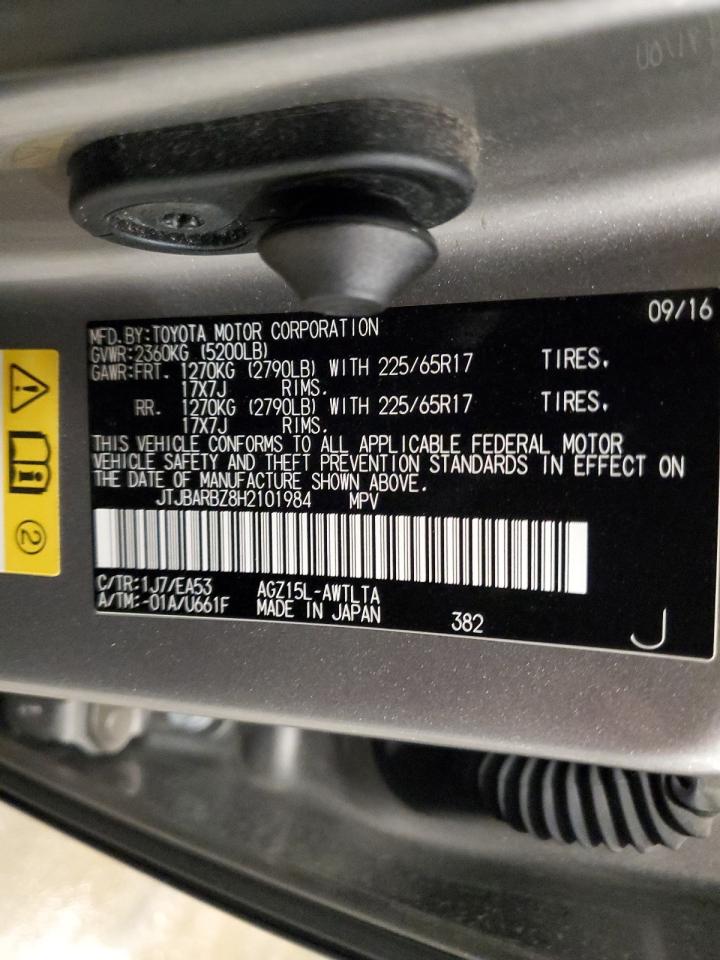 09/16
MFD.BY:TOYOTA MOTOR CORPORATION
GVWR:2360KG (5200LB)
GAWR:FRT. 1270KG (2790LB) WITH 225/65R17 TIRES.
17X7J RIMS.
RR. 1270KG (2790LB) WITH 225/65R17 TIRES.
17X7J RIMS.
THIS VEHICLE CONFORMS TO ALL APPLICABLE FEDERAL MOTOR
VEHICLE SAFETY AND THEFT PREVENTION STANDARDS IN EFFECT ON
THE DATE OF MANUFACTURE SHOWN ABOVE.
JTJBARBZ8H2101984 MPV
C/TR:1J7/EA53 AGZ15L-AWTLTA
A/TM:-01A/U661F MADE IN JAPAN 382 J
2